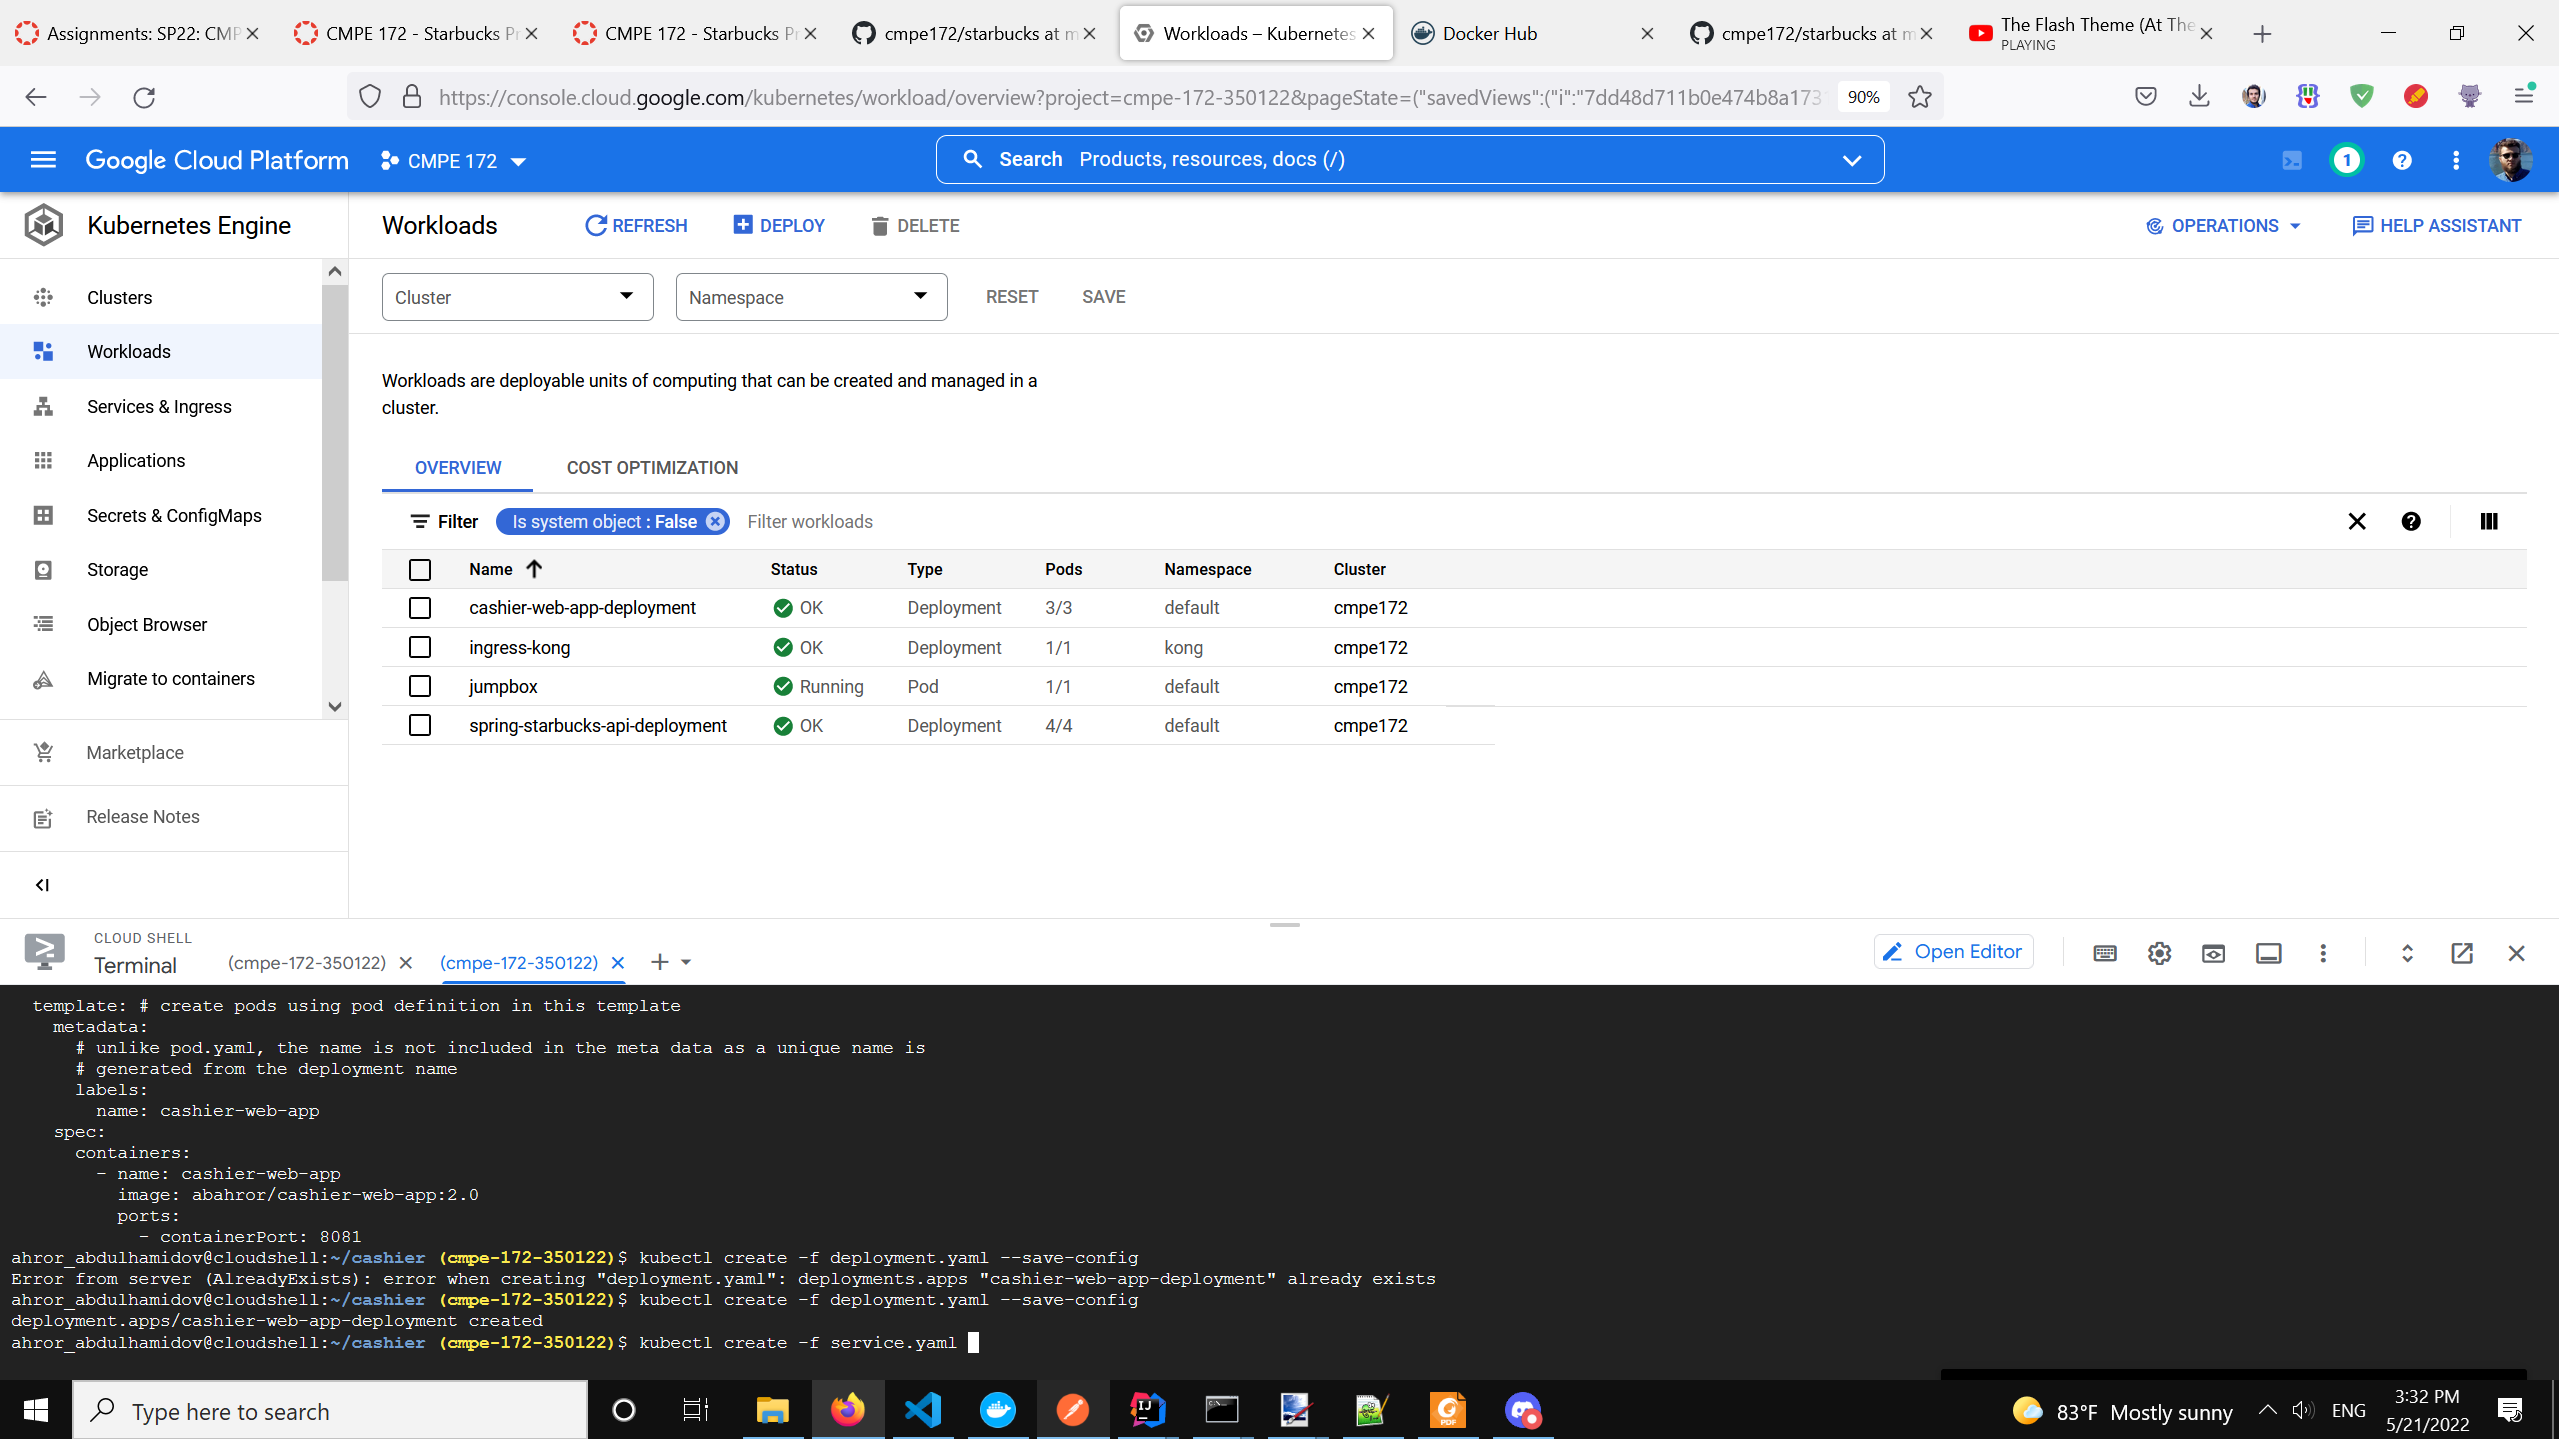 Assignments: SP22: CMP
CMPE 172 - Starbucks Pr
CMPE 172 - Starbucks Pr
cmpe172/starbucks at m
Workloads – Kubernetes
Docker Hub
cmpe172/starbucks at m
The Flash Theme (At The
PLAYING
https://console.cloud.google.com/kubernetes/workload/overview?project=cmpe-172-350122&pageState=("savedViews":("i":"7dd48d711b0e474b8a173
90%
Google Cloud Platform
CMPE 172
Search Products, resources, docs (/)
1
Kubernetes Engine
Workloads
REFRESH
DEPLOY
DELETE
OPERATIONS
HELP ASSISTANT
Clusters
Workloads
Services & Ingress
Applications
Secrets & ConfigMaps
Storage
Object Browser
Migrate to containers
Marketplace
Release Notes
Cluster
Namespace
RESET
SAVE
Workloads are deployable units of computing that can be created and managed in a
cluster.
OVERVIEW
COST OPTIMIZATION
Filter
Is system object : False
Filter workloads
Name Status Type Pods Namespace Cluster
cashier-web-app-deployment OK Deployment 3/3 default cmpe172
ingress-kong OK Deployment 1/1 kong cmpe172
jumpbox Running Pod 1/1 default cmpe172
spring-starbucks-api-deployment OK Deployment 4/4 default cmpe172
CLOUD SHELL
Terminal
(cmpe-172-350122)
(cmpe-172-350122)
Open Editor
template: # create pods using pod definition in this template
metadata:
# unlike pod.yaml, the name is not included in the meta data as a unique name is
# generated from the deployment name
labels:
name: cashier-web-app
spec:
containers:
- name: cashier-web-app
image: abahror/cashier-web-app:2.0
ports:
- containerPort: 8081
ahror_abdulhamidov@cloudshell:~/cashier (cmpe-172-350122)$ kubectl create -f deployment.yaml --save-config
Error from server (AlreadyExists): error when creating "deployment.yaml": deployments.apps "cashier-web-app-deployment" already exists
ahror_abdulhamidov@cloudshell:~/cashier (cmpe-172-350122)$ kubectl create -f deployment.yaml --save-config
deployment.apps/cashier-web-app-deployment created
ahror_abdulhamidov@cloudshell:~/cashier (cmpe-172-350122)$ kubectl create -f service.yaml
Type here to search
83°F Mostly sunny
ENG
3:32 PM
5/21/2022